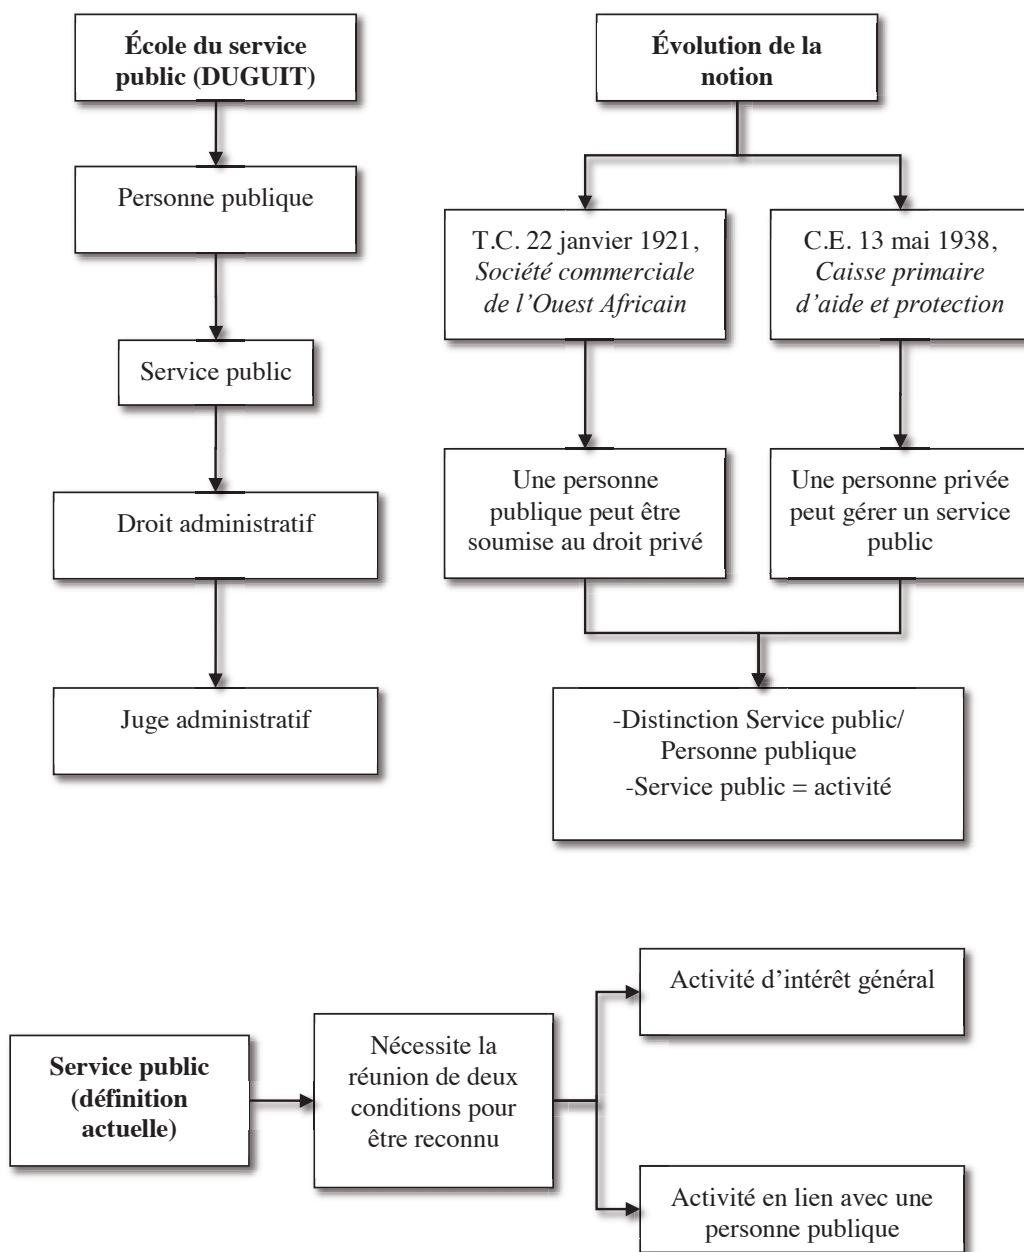 École du service
public (DUGUIT)
Personne publique
Service public
Droit administratif
Juge administratif
Évolution de la
notion
T.C. 22 janvier 1921,
Société commerciale
de l’Ouest Africain
C.E. 13 mai 1938,
Caisse primaire
d’aide et protection
Une personne
publique peut être
soumise au droit privé
Une personne privée
peut gérer un service
public
-Distinction Service public/
Personne publique
-Service public = activité
Service public
(définition
actuelle)
Nécessite la
réunion de deux
conditions pour
être reconnu
Activité d’intérêt général
Activité en lien avec une
personne publique